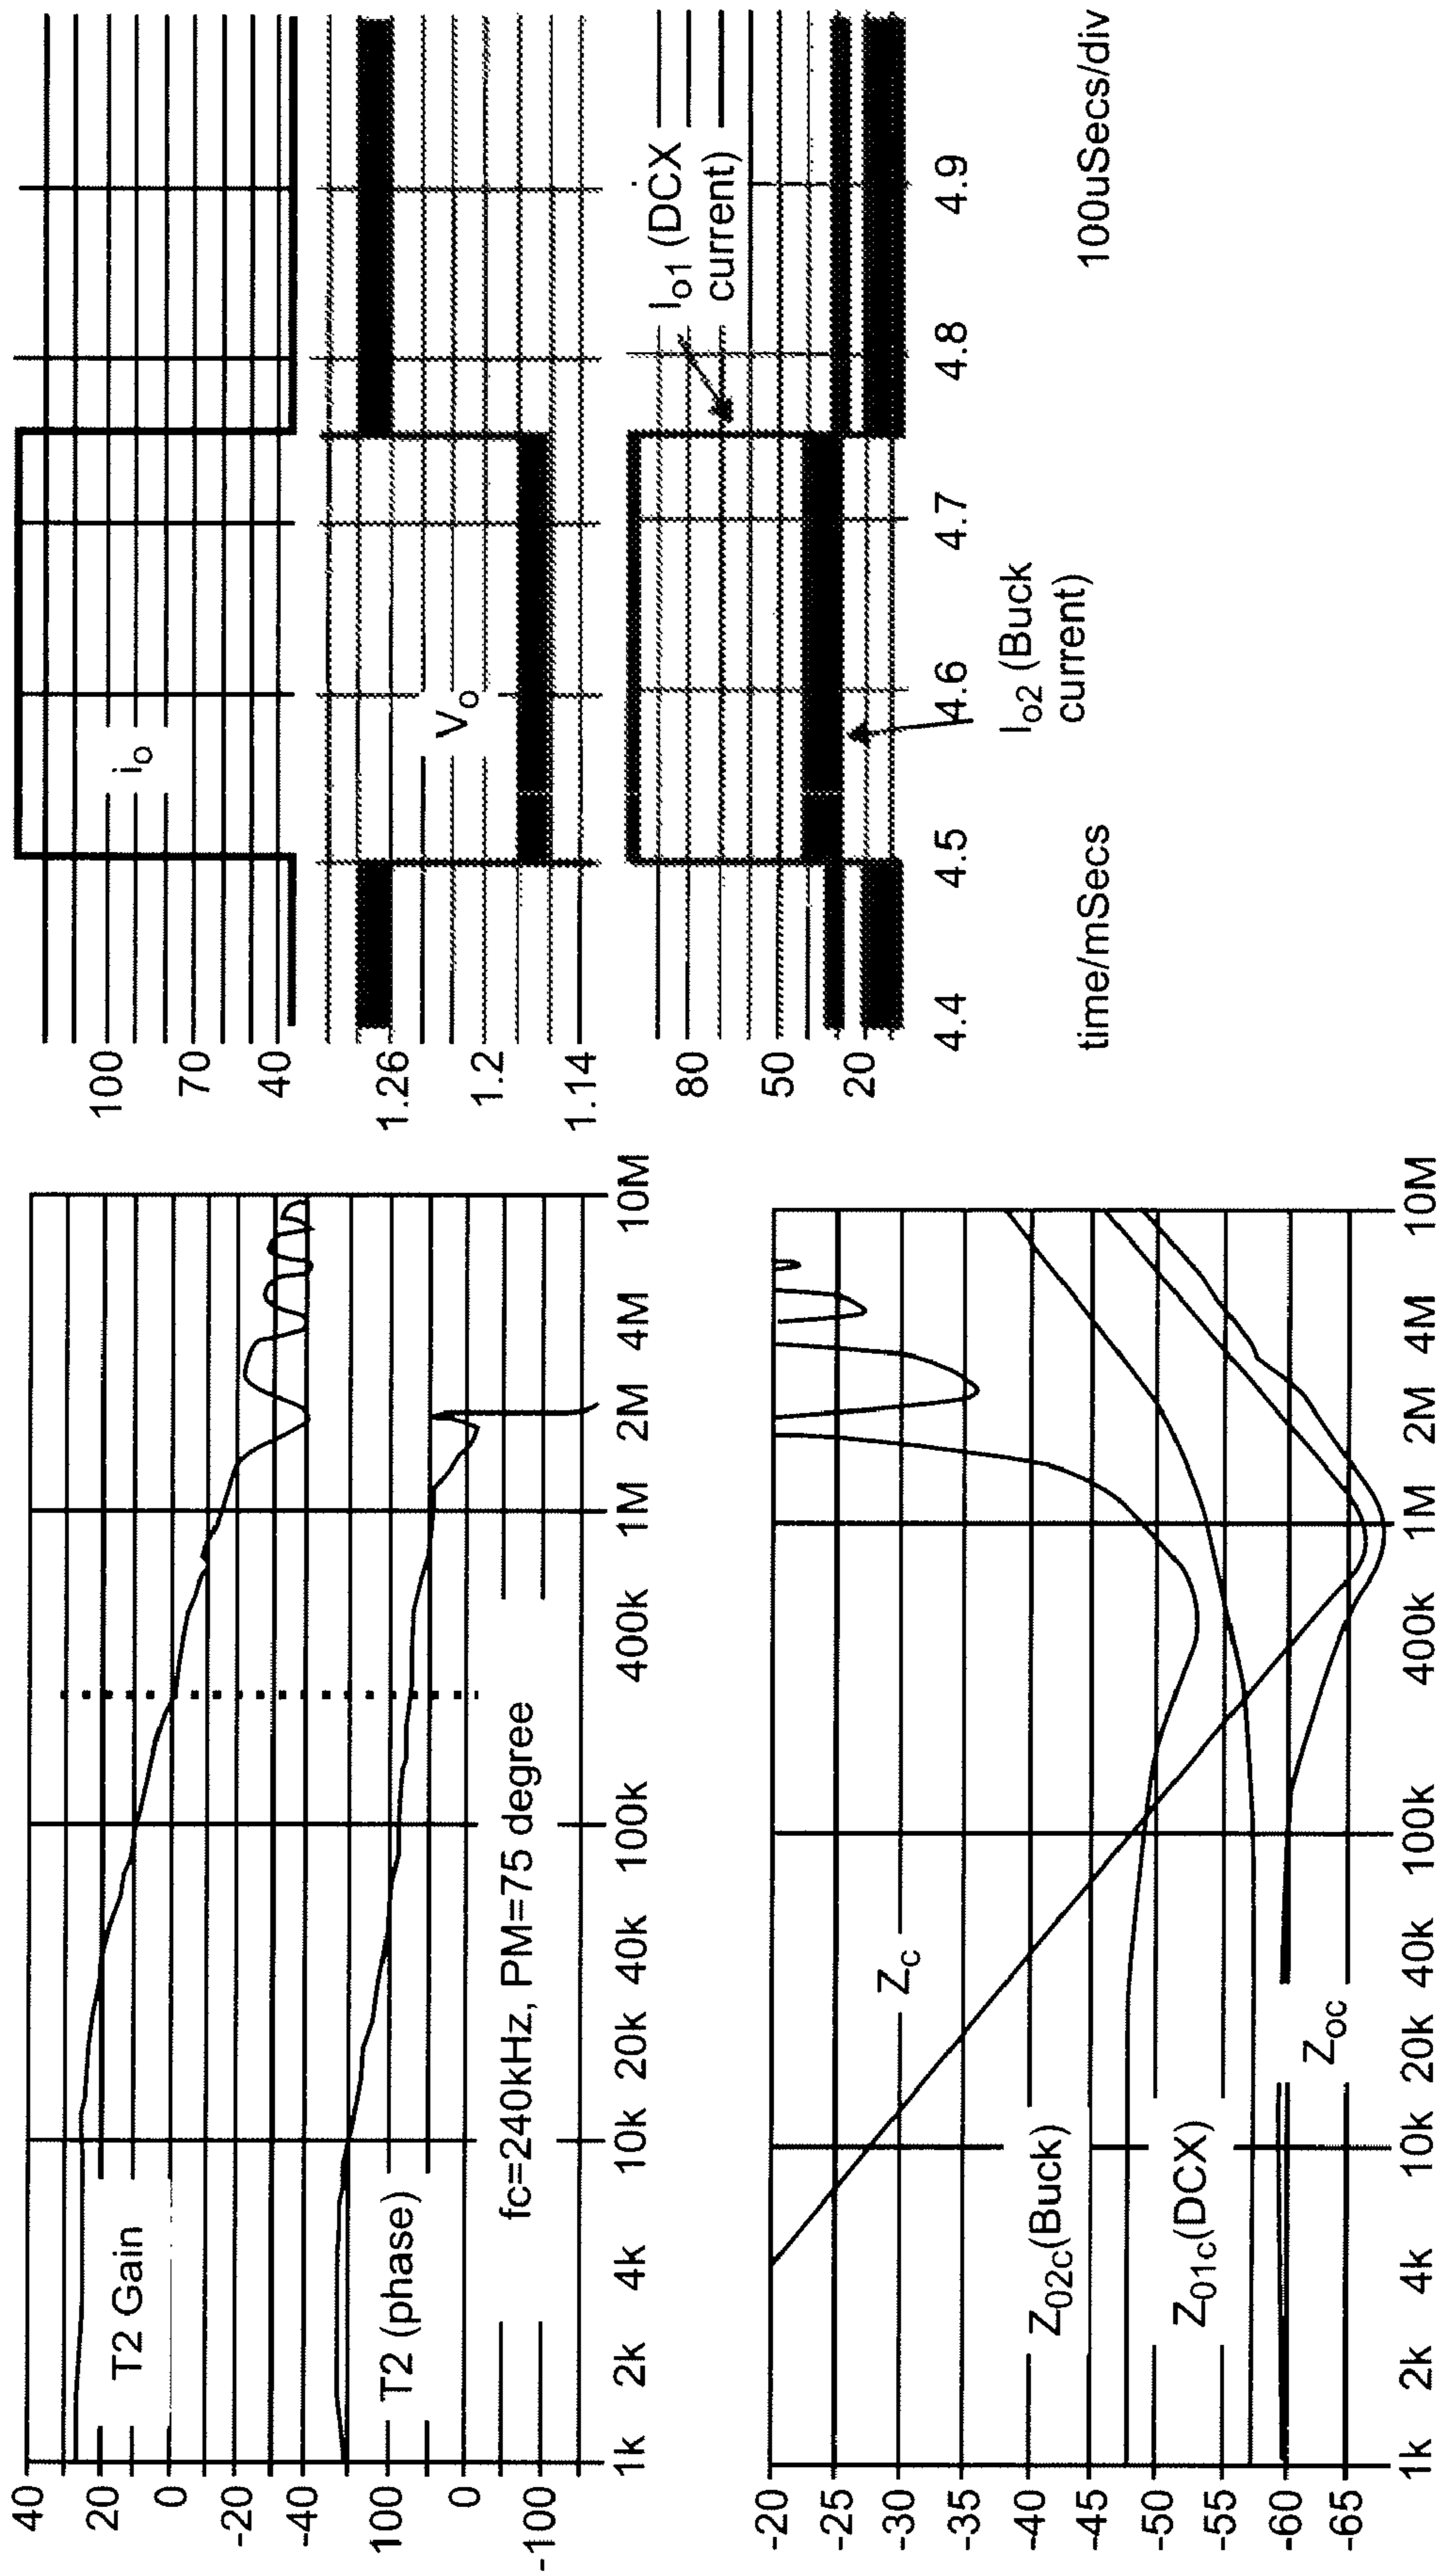 40
20
0
-20
-40
100
0
-100
T2 Gain
T2 (phase)
fc=240kHz, PM=75 degree
1k 2k 4k 10k 20k 40k 100k 400k 1M 2M 4M 10M
-20
-25
-30
-35
-40
-45
-50
-55
-60
-65
Zc
Z02c(Buck)
Z01c(DCX)
Zoc
1k 2k 4k 10k 20k 40k 100k 400k 1M 2M 4M 10M
100
70
40
io
1.26
1.2
1.14
Vo
80
50
20
Io1 (DCX
current)
4.4 4.5 4.6 4.7 4.8 4.9
Io2 (Buck
current)
time/mSecs
100uSecs/div